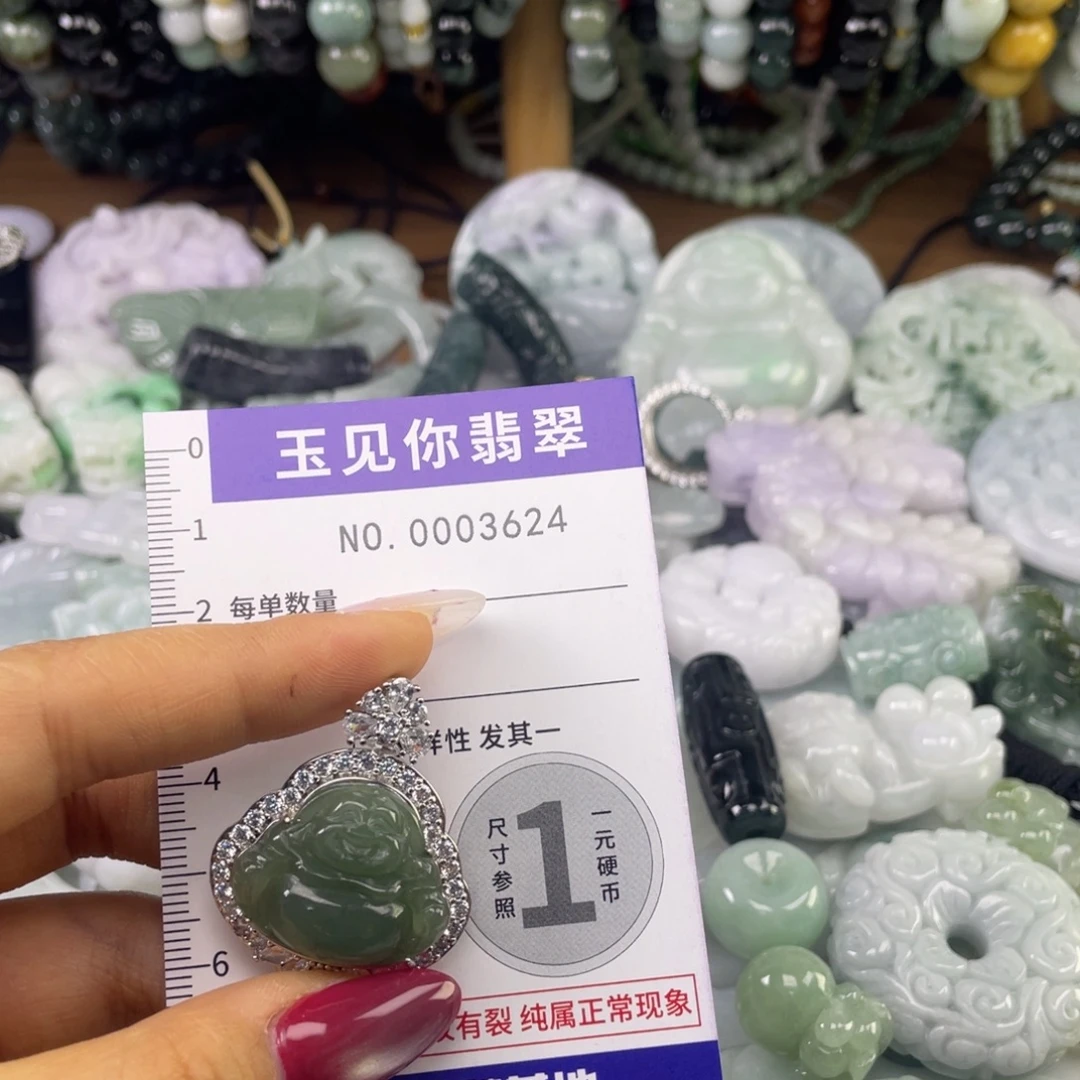 玉见你翡翠
NO. 0003624
每单数量
样性 发其一
尺寸参照
1
一元硬币
有裂 纯属正常现象
0
1
2
4
6